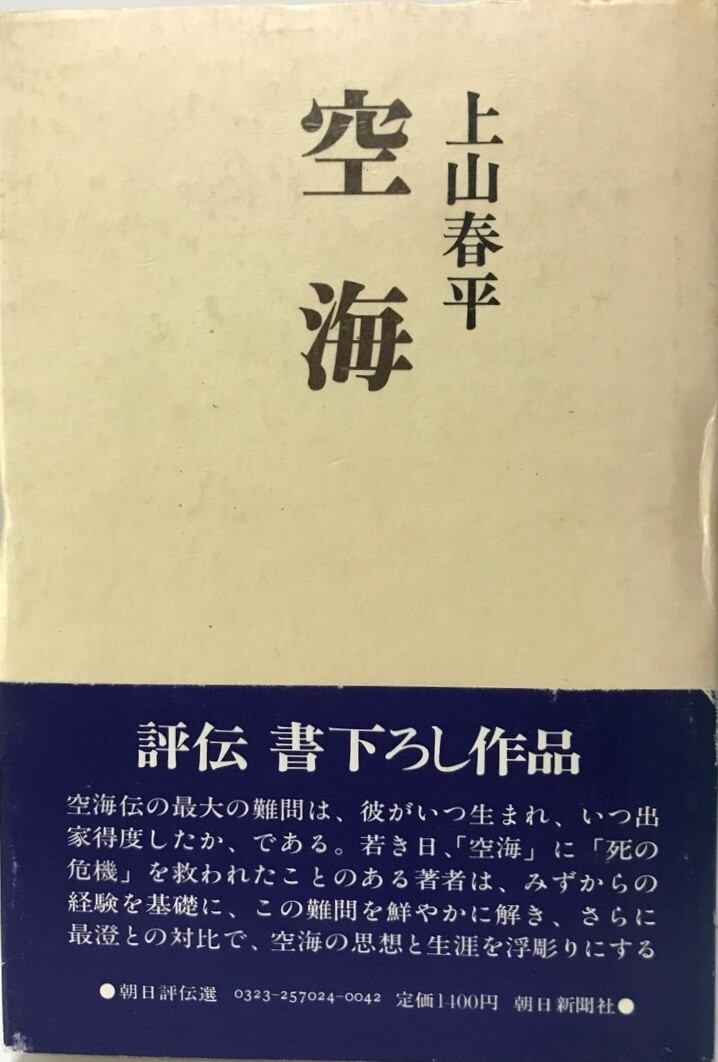 上山春平
空海
評伝 書下ろし作品
空海伝の最大の難問は、彼がいつ生まれ、いつ出
家得度したか、である。若き日、「空海」に「死の
危機」を救われたことのある著者は、みずからの
経験を基礎に、この難問を鮮やかに解き、さらに
最澄との対比で、空海の思想と生涯を浮彫りにする
●朝日評伝選 0323-257024-0042 定価1400円 朝日新聞社●